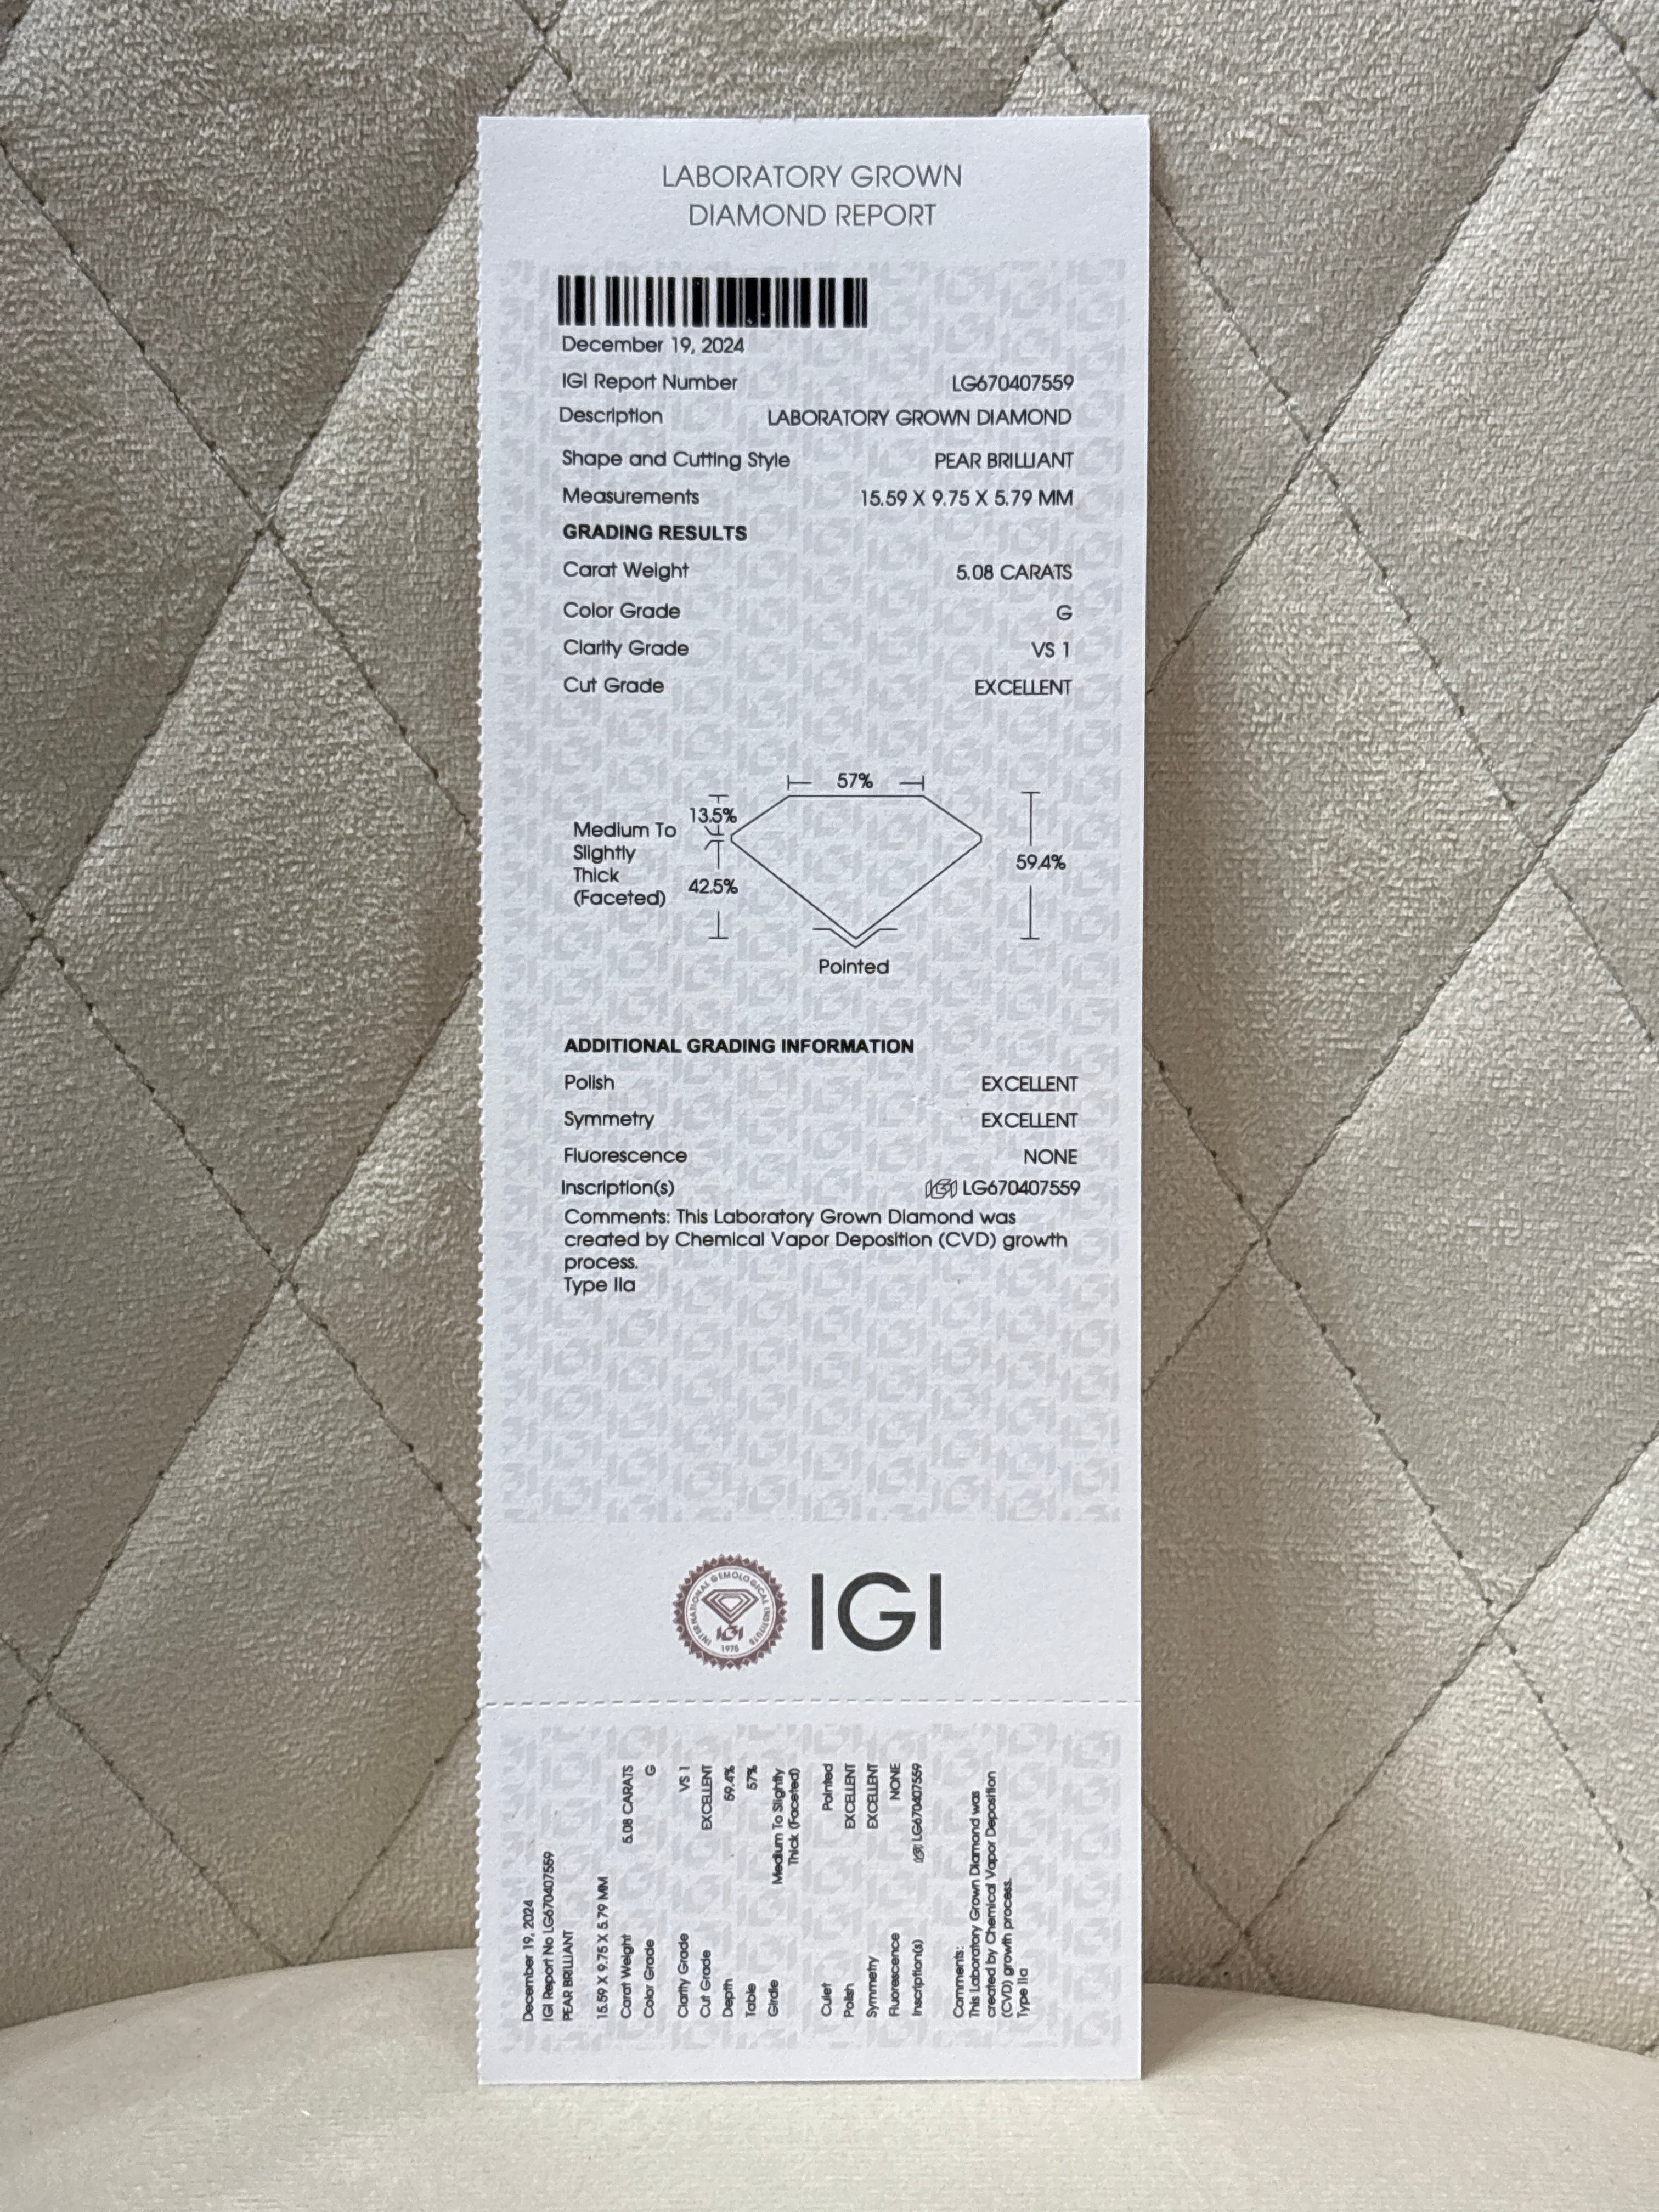 LABORATORY GROWN
DIAMOND REPORT
December 19, 2024
IGI Report Number LG670407559
Description LABORATORY GROWN DIAMOND
Shape and Cutting Style PEAR BRILLIANT
Measurements 15.59 X 9.75 X 5.79 MM
GRADING RESULTS
Carat Weight 5.08 CARATS
Color Grade G
Clarity Grade VS 1
Cut Grade EXCELLENT
57%
13.5%
Medium To
Slightly
Thick
(Faceted)
42.5%
59.4%
Pointed
ADDITIONAL GRADING INFORMATION
Polish EXCELLENT
Symmetry EXCELLENT
Fluorescence NONE
Inscription(s) IGI LG670407559
Comments: This Laboratory Grown Diamond was
created by Chemical Vapor Deposition (CVD) growth
process.
Type IIa
INTERNATIONAL GEMOLOGICAL INSTITUTE
IGI
1975
IGI
December 19, 2024
IGI Report No LG670407559
PEAR BRILLIANT
15.59 X 9.75 X 5.79 MM
Carat Weight 5.08 CARATS
Color Grade G
Clarity Grade VS 1
Cut Grade EXCELLENT
Depth 59.4%
Table 57%
Girdle Medium To Slightly
Thick (Faceted)
Culet Pointed
Polish EXCELLENT
Symmetry EXCELLENT
Fluorescence NONE
Inscription(s) IGI LG670407559
Comments:
This Laboratory Grown Diamond was
created by Chemical Vapor Deposition
(CVD) growth process.
Type IIa